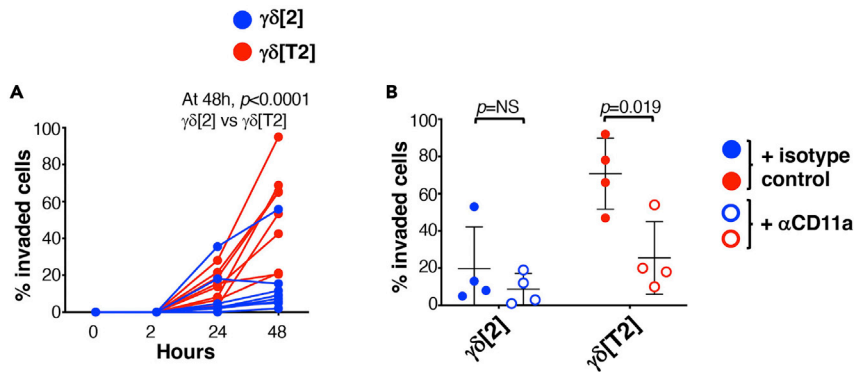 γδ[2]
γδ[T2]
A
At 48h, p<0.0001
γδ[2] vs γδ[T2]
% invaded cells
100
80
60
40
20
0
0 2 24 48
Hours
B
p=NS p=0.019
% invaded cells
100
80
60
40
20
0
γδ[2] γδ[T2]
+ isotype
control
+ αCD11a